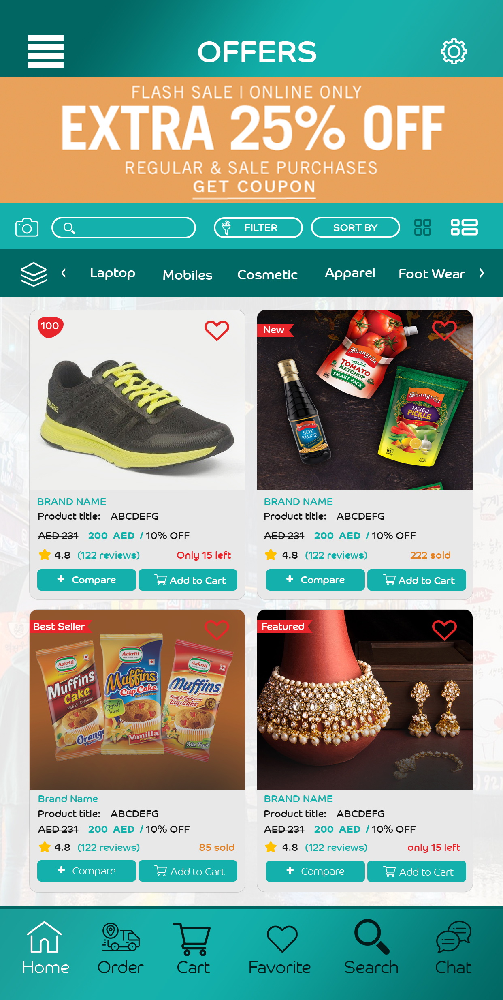 OFFERS
FLASH SALE | ONLINE ONLY
EXTRA 25% OFF
REGULAR & SALE PURCHASES
GET COUPON
FILTER
SORT BY
Laptop
Mobiles
Cosmetic
Apparel
Foot Wear
100
DURE
BRAND NAME
Product title: ABCDEFG
AED 231 200 AED / 10% OFF
4.8 (122 reviews) Only 15 left
+ Compare
Add to Cart
New
Shangrila
TOMATO
KETCHUP
SMART PACK
Shangrila
MIXED
PICKLE
IN OIL
1Kg
Shangrila
SOY
SAUCE
BRAND NAME
Product title: ABCDEFG
AED 231 200 AED / 10% OFF
4.8 (122 reviews) 222 sold
+ Compare
Add to Cart
Best Seller
Aakriti
Muffins
Cake
Rich & Delicious
Orange
Flavour
Aakriti
Muffins
Cup Cake
Rich & Delicious
Fresh
Taste!
Vanilla
Flavour
Aakriti
Muffins
Rich & Delicious
Cup Cake
Mix Fruit
Brand Name
Product title: ABCDEFG
AED 231 200 AED / 10% OFF
4.8 (122 reviews) 85 sold
+ Compare
Add to Cart
Featured
BRAND NAME
Product title: ABCDEFG
AED 231 200 AED / 10% OFF
4.8 (122 reviews) only 15 left
+ Compare
Add to Cart
Home
Order
Cart
Favorite
Search
Chat